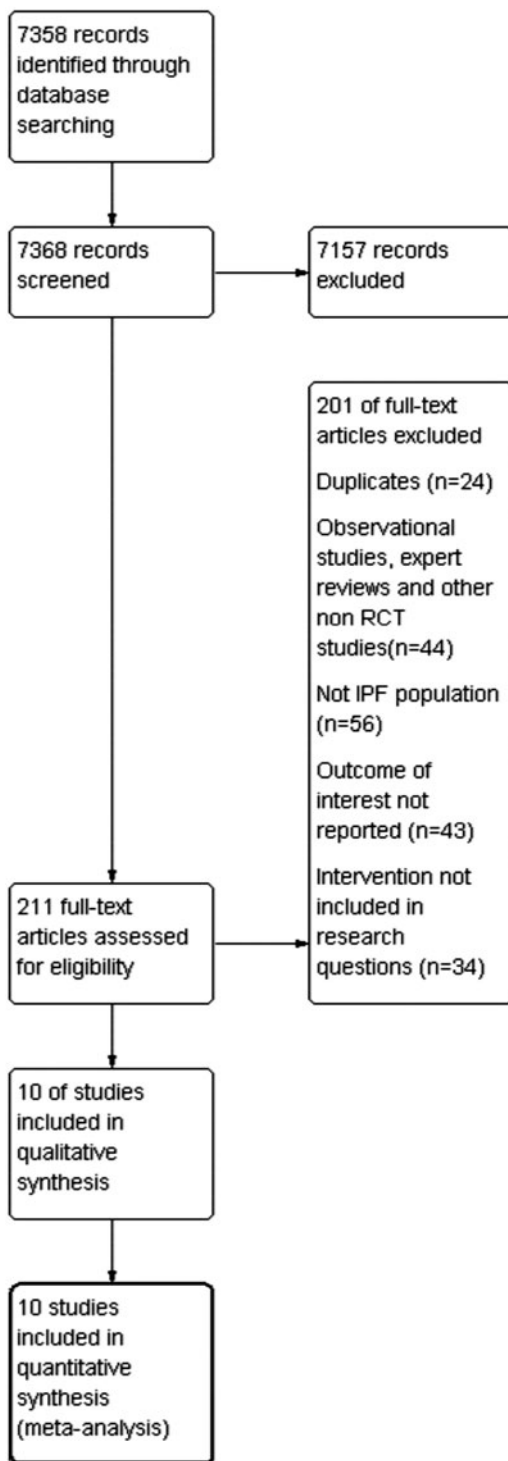 7358 records
identified through
database
searching
7368 records
screened
7157 records
excluded
201 of full-text
articles excluded
Duplicates (n=24)
Observational
studies, expert
reviews and other
non RCT
studies(n=44)
Not IPF population
(n=56)
Outcome of
interest not
reported (n=43)
Intervention not
included in
research
questions (n=34)
211 full-text
articles assessed
for eligibility
10 of studies
included in
qualitative
synthesis
10 studies
included in
quantitative
synthesis
(meta-analysis)